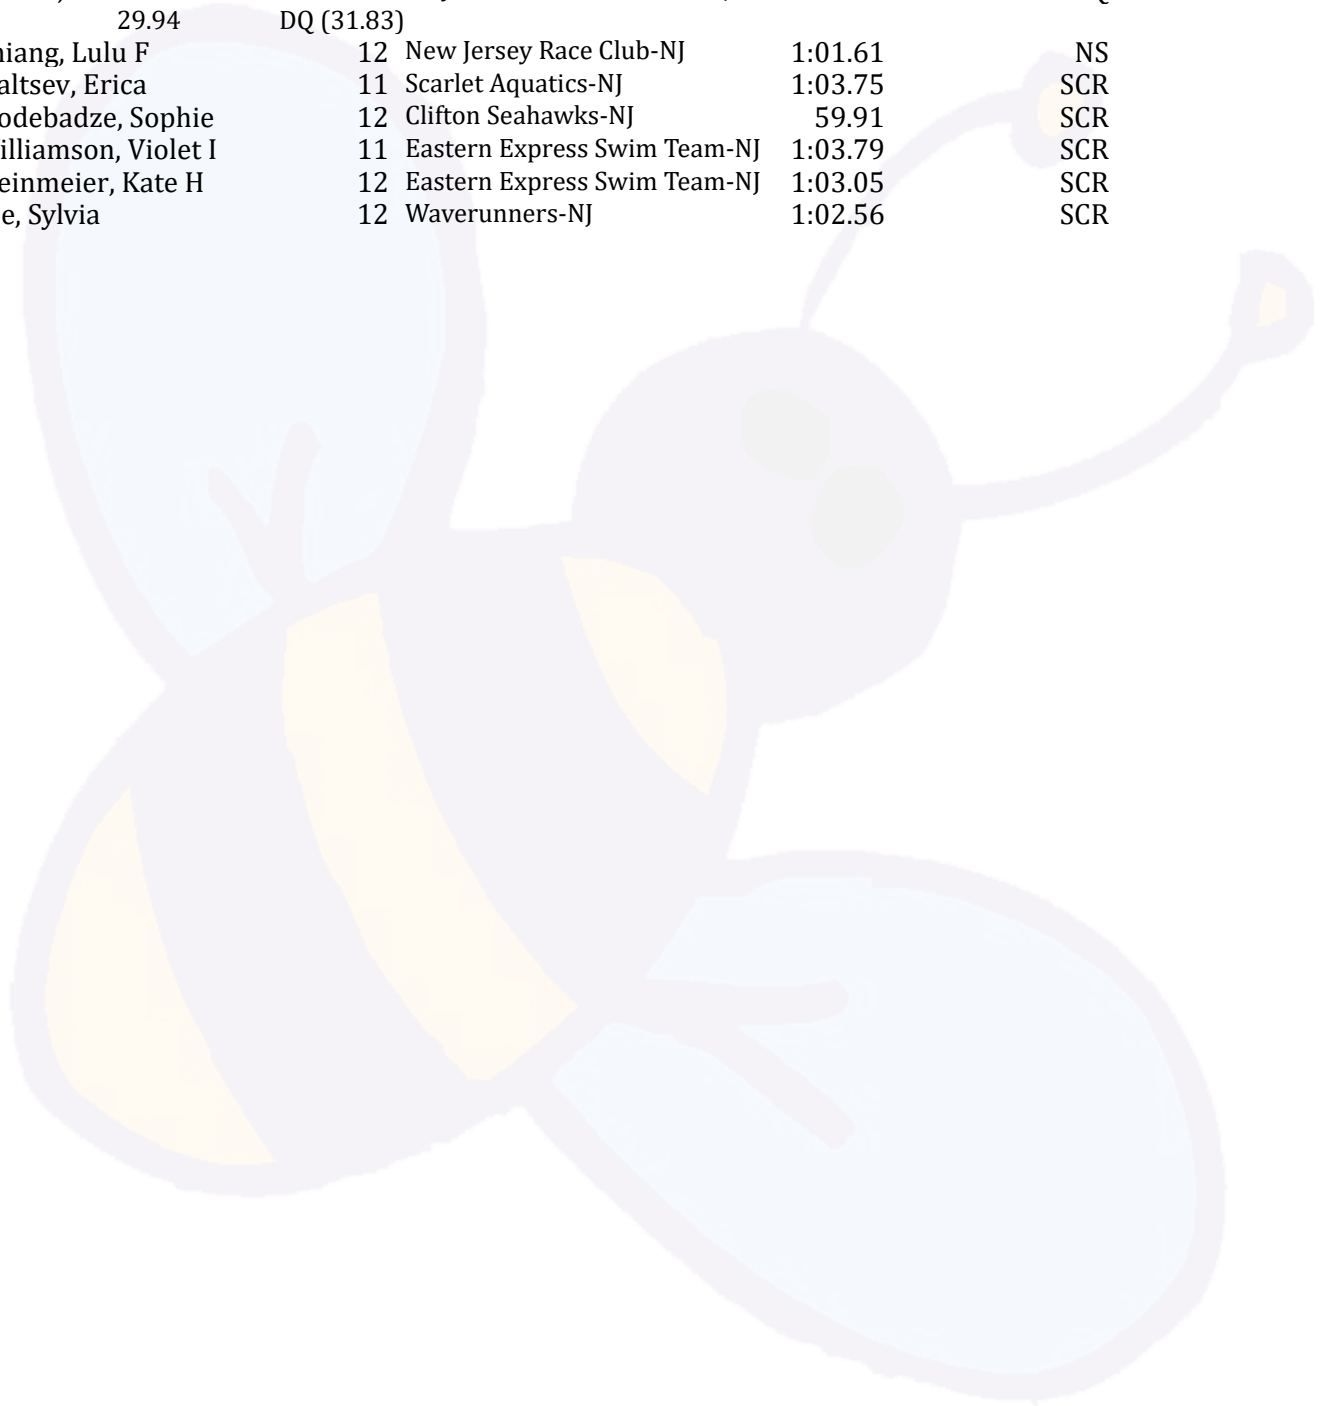 29.94 DQ (31.83)
hiang, Lulu F 12 New Jersey Race Club-NJ 1:01.61 NS
altsev, Erica 11 Scarlet Aquatics-NJ 1:03.75 SCR
odebadze, Sophie 12 Clifton Seahawks-NJ 59.91 SCR
illiamson, Violet I 11 Eastern Express Swim Team-NJ 1:03.79 SCR
einmeier, Kate H 12 Eastern Express Swim Team-NJ 1:03.05 SCR
e, Sylvia 12 Waverunners-NJ 1:02.56 SCR